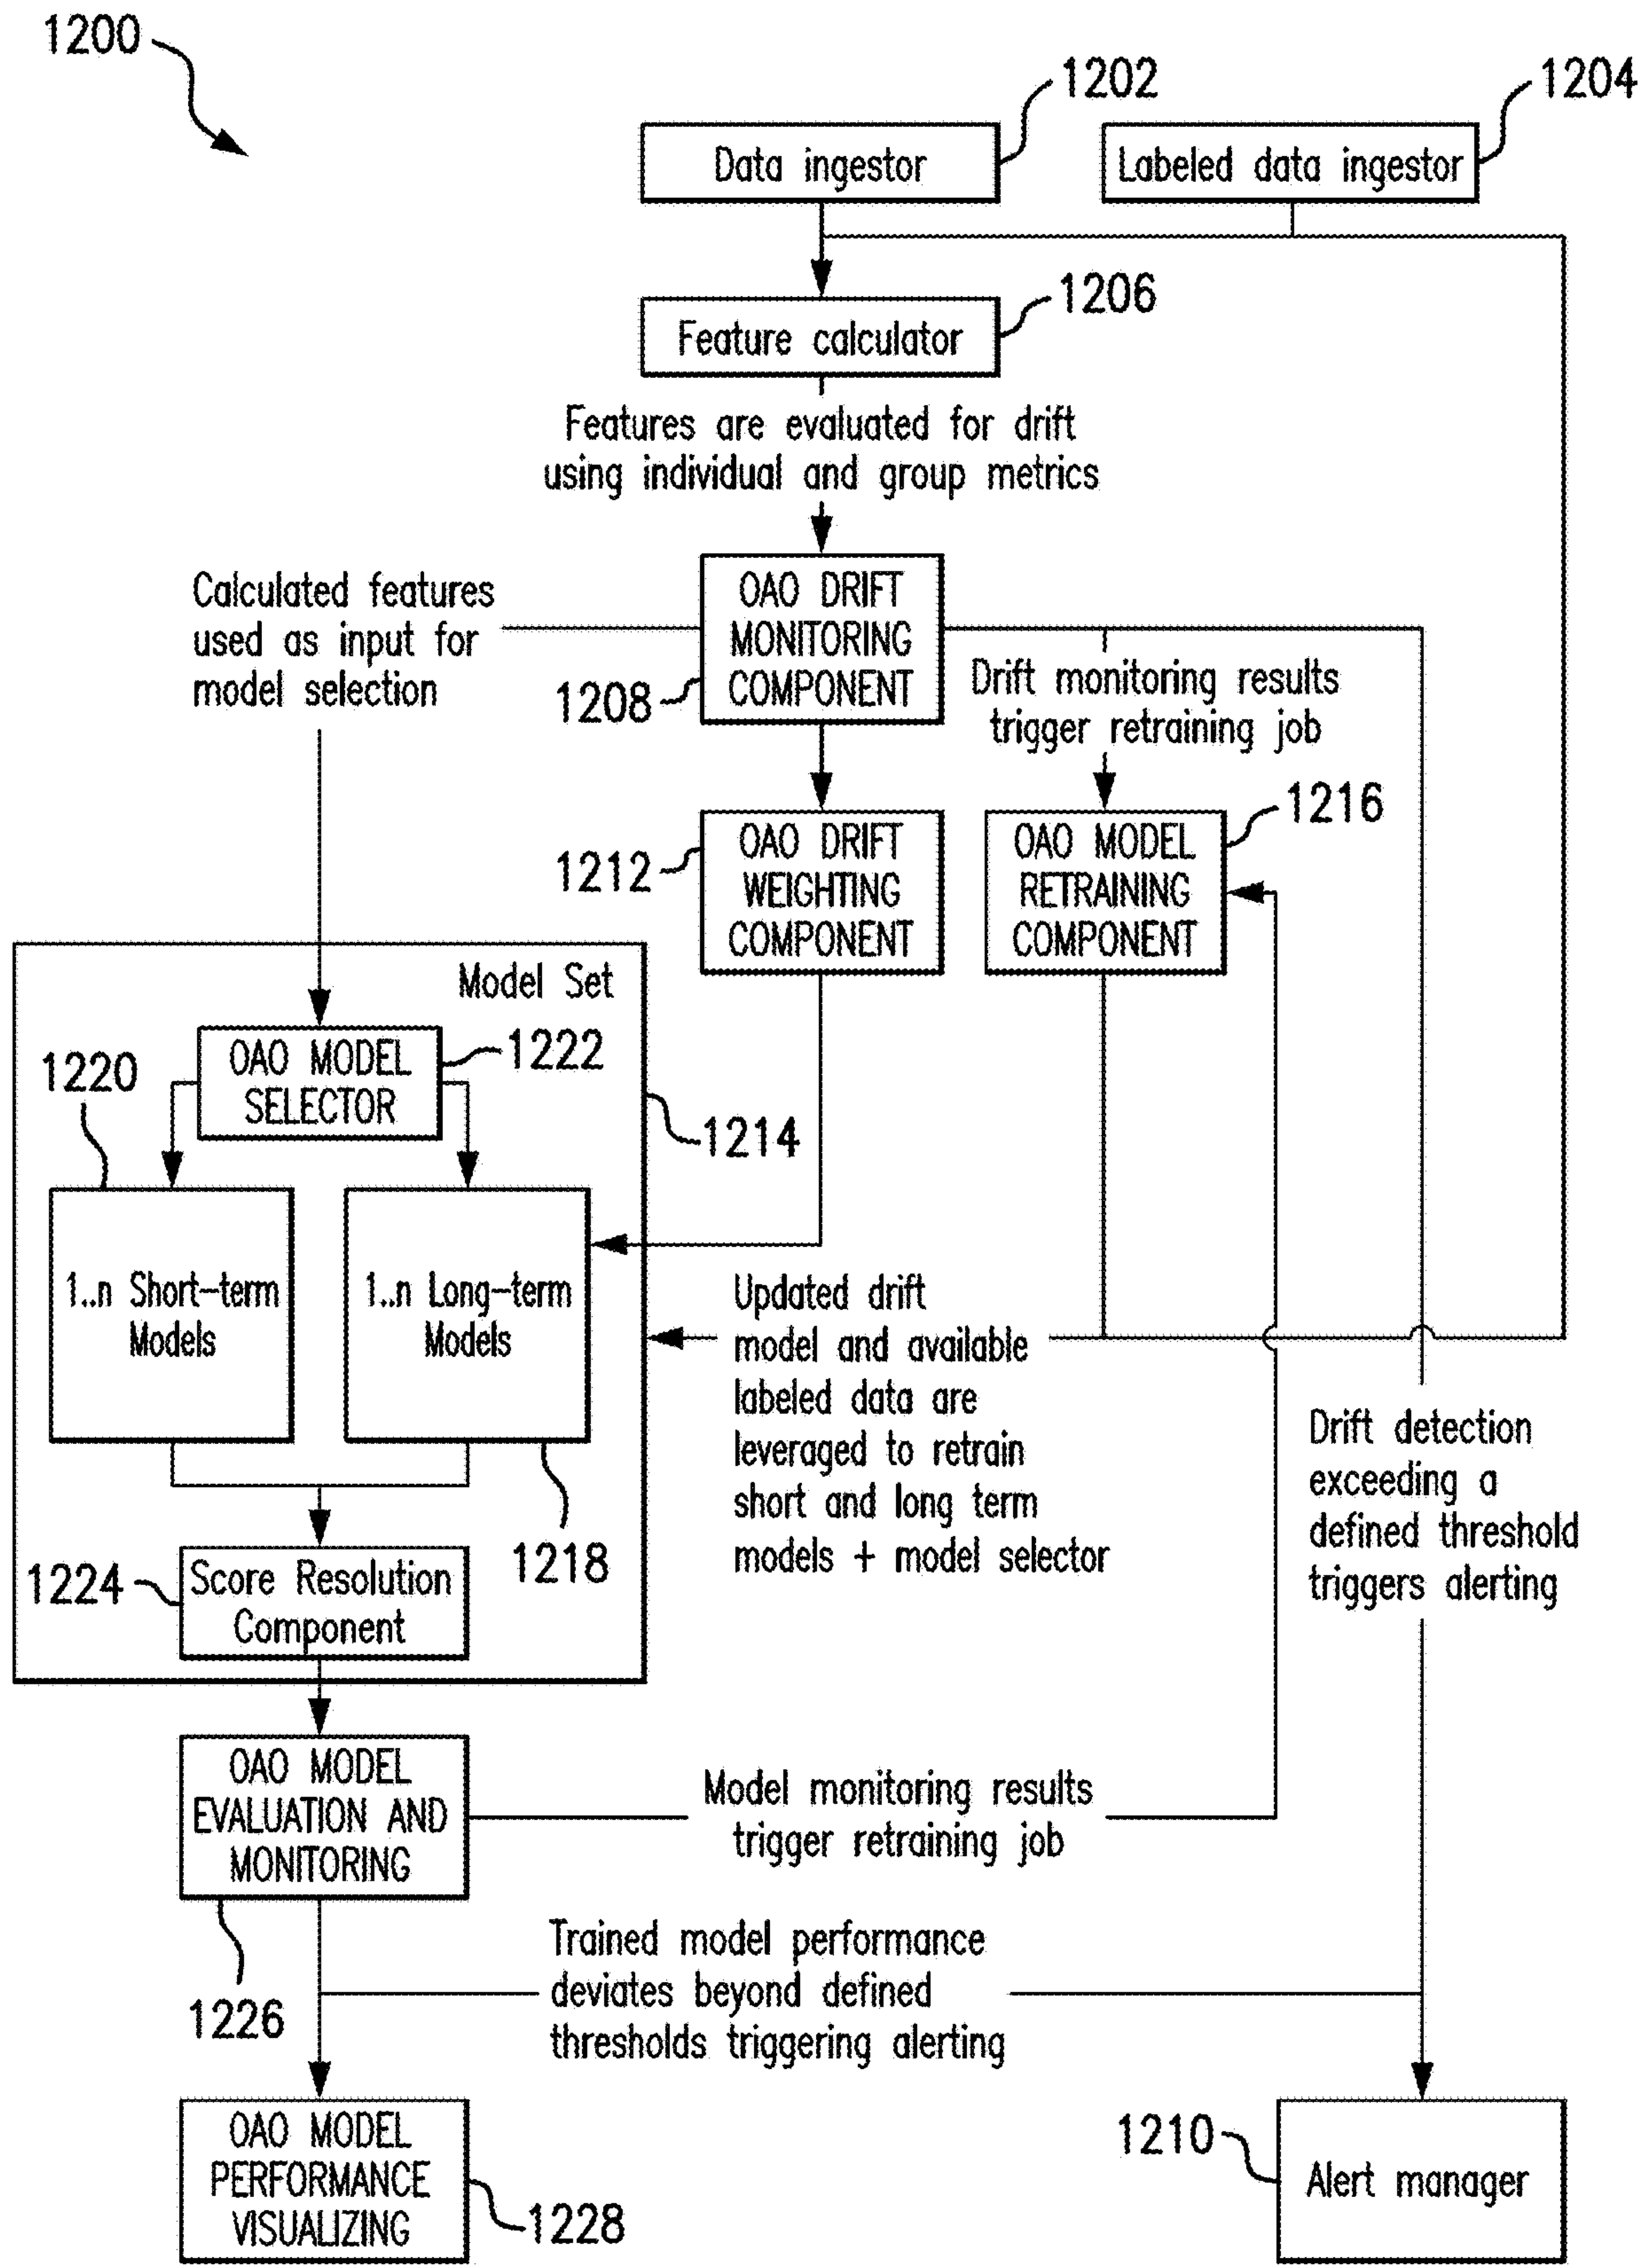 1200
1202
1204
Data ingestor
Labeled data ingestor
1206
Feature calculator
Features are evaluated for drift
using individual and group metrics
Calculated features
used as input for
model selection
OAO DRIFT
MONITORING
COMPONENT
1208
Drift monitoring results
trigger retraining job
1212
OAO DRIFT
WEIGHTING
COMPONENT
OAO MODEL
RETRAINING
COMPONENT
1216
Model Set
OAO MODEL
SELECTOR
1222
1220
1214
1..n Short-term
Models
1..n Long-term
Models
1218
Updated drift
model and available
labeled data are
leveraged to retrain
short and long term
models + model selector
Drift detection
exceeding a
defined threshold
triggers alerting
1224
Score Resolution
Component
OAO MODEL
EVALUATION AND
MONITORING
1226
Model monitoring results
trigger retraining job
Trained model performance
deviates beyond defined
thresholds triggering alerting
OAO MODEL
PERFORMANCE
VISUALIZING
1228
1210
Alert manager